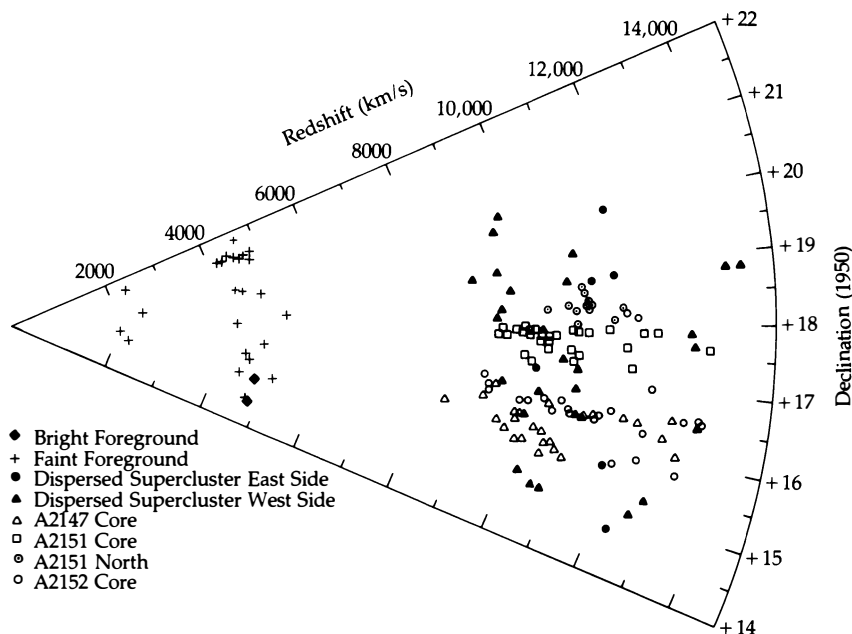 Redshift (km/s)
2000
4000
6000
8000
10,000
12,000
14,000
+ 22
+ 21
+ 20
+ 19
+ 18
+ 17
+ 16
+ 15
+ 14
Declination (1950)
Bright Foreground
Faint Foreground
Dispersed Supercluster East Side
Dispersed Supercluster West Side
A2147 Core
A2151 Core
A2151 North
A2152 Core